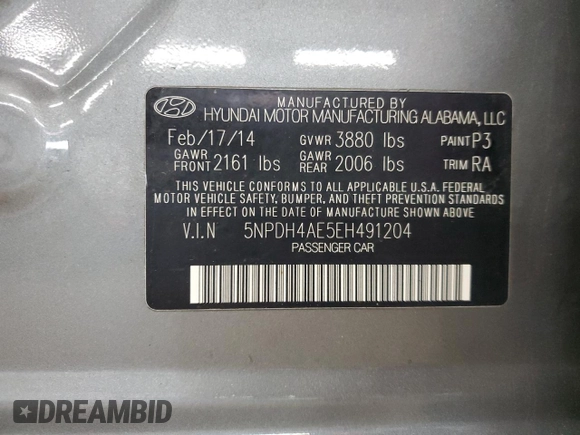 MANUFACTURED BY
HYUNDAI MOTOR MANUFACTURING ALABAMA, LLC
Feb/17/14 GVWR 3880 lbs PAINT P3
GAWR FRONT 2161 lbs GAWR REAR 2006 lbs TRIM RA
THIS VEHICLE CONFORMS TO ALL APPLICABLE U.S.A. FEDERAL
MOTOR VEHICLE SAFETY, BUMPER, AND THEFT PREVENTION STANDARDS
IN EFFECT ON THE DATE OF MANUFACTURE SHOWN ABOVE.
V.I.N 5NPDH4AE5EH491204
PASSENGER CAR
DREAMBID